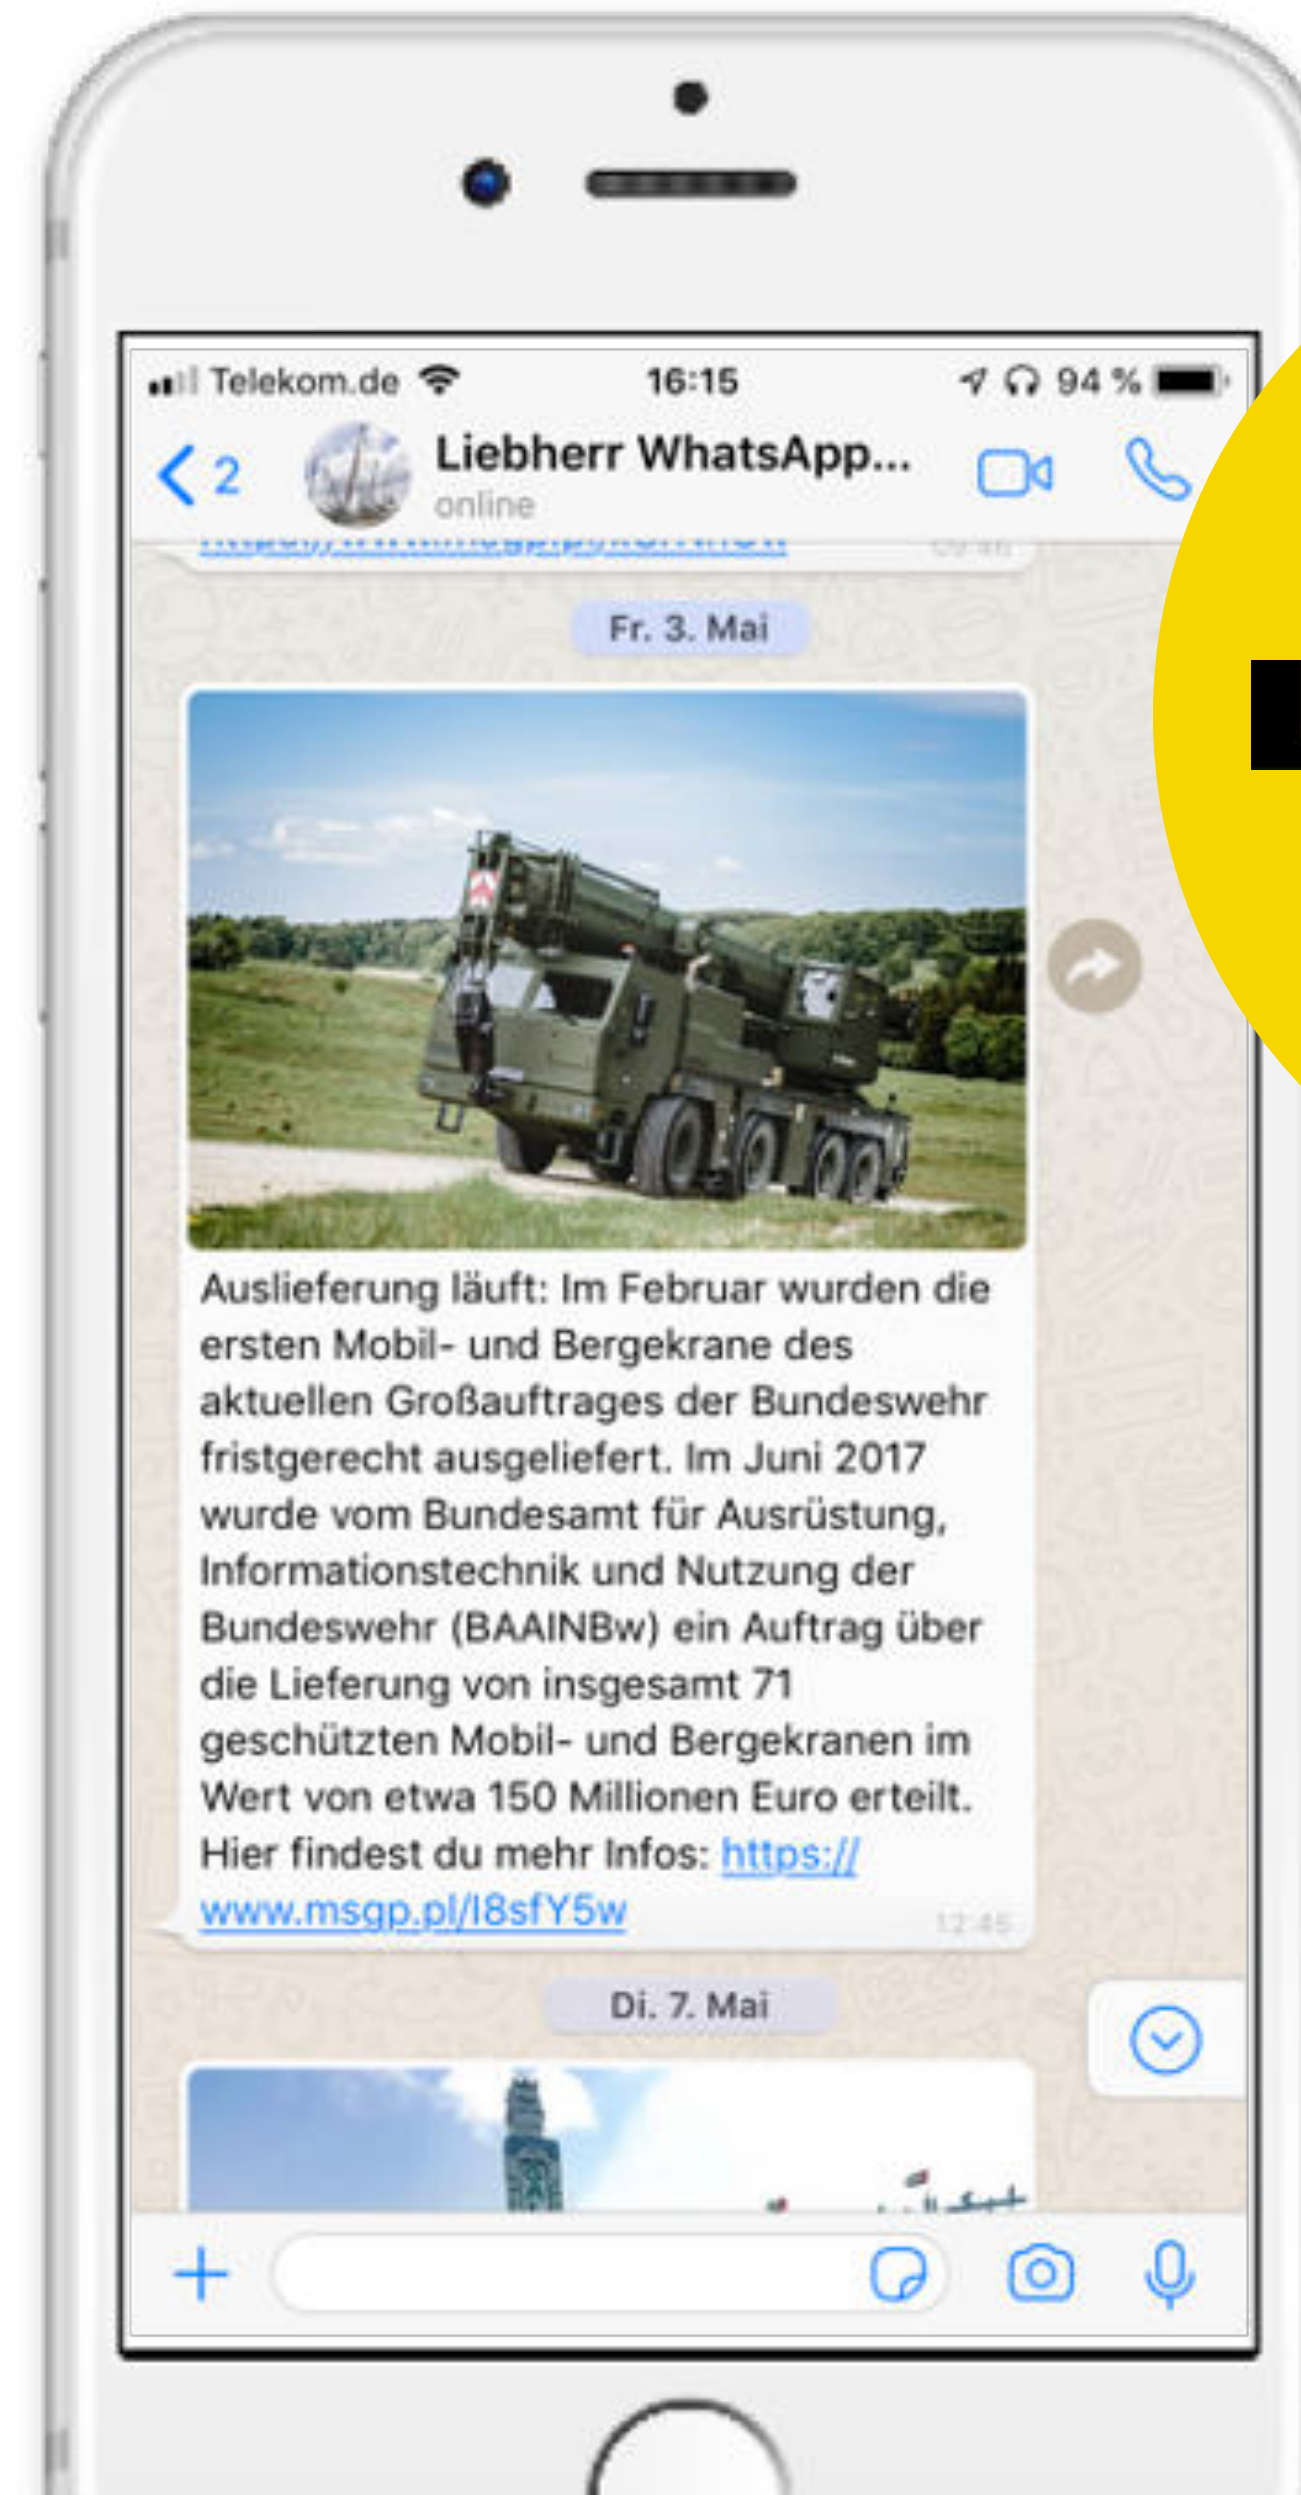 Telekom.de
16:15
94 %
2
Liebherr WhatsApp...
online
09:46
Fr. 3. Mai
Auslieferung läuft: Im Februar wurden die
ersten Mobil- und Bergekrane des
aktuellen Großauftrages der Bundeswehr
fristgerecht ausgeliefert. Im Juni 2017
wurde vom Bundesamt für Ausrüstung,
Informationstechnik und Nutzung der
Bundeswehr (BAAINBw) ein Auftrag über
die Lieferung von insgesamt 71
geschützten Mobil- und Bergekranen im
Wert von etwa 150 Millionen Euro erteilt.
Hier findest du mehr Infos: https://
www.msgp.pl/I8sfY5w
12:45
Di. 7. Mai